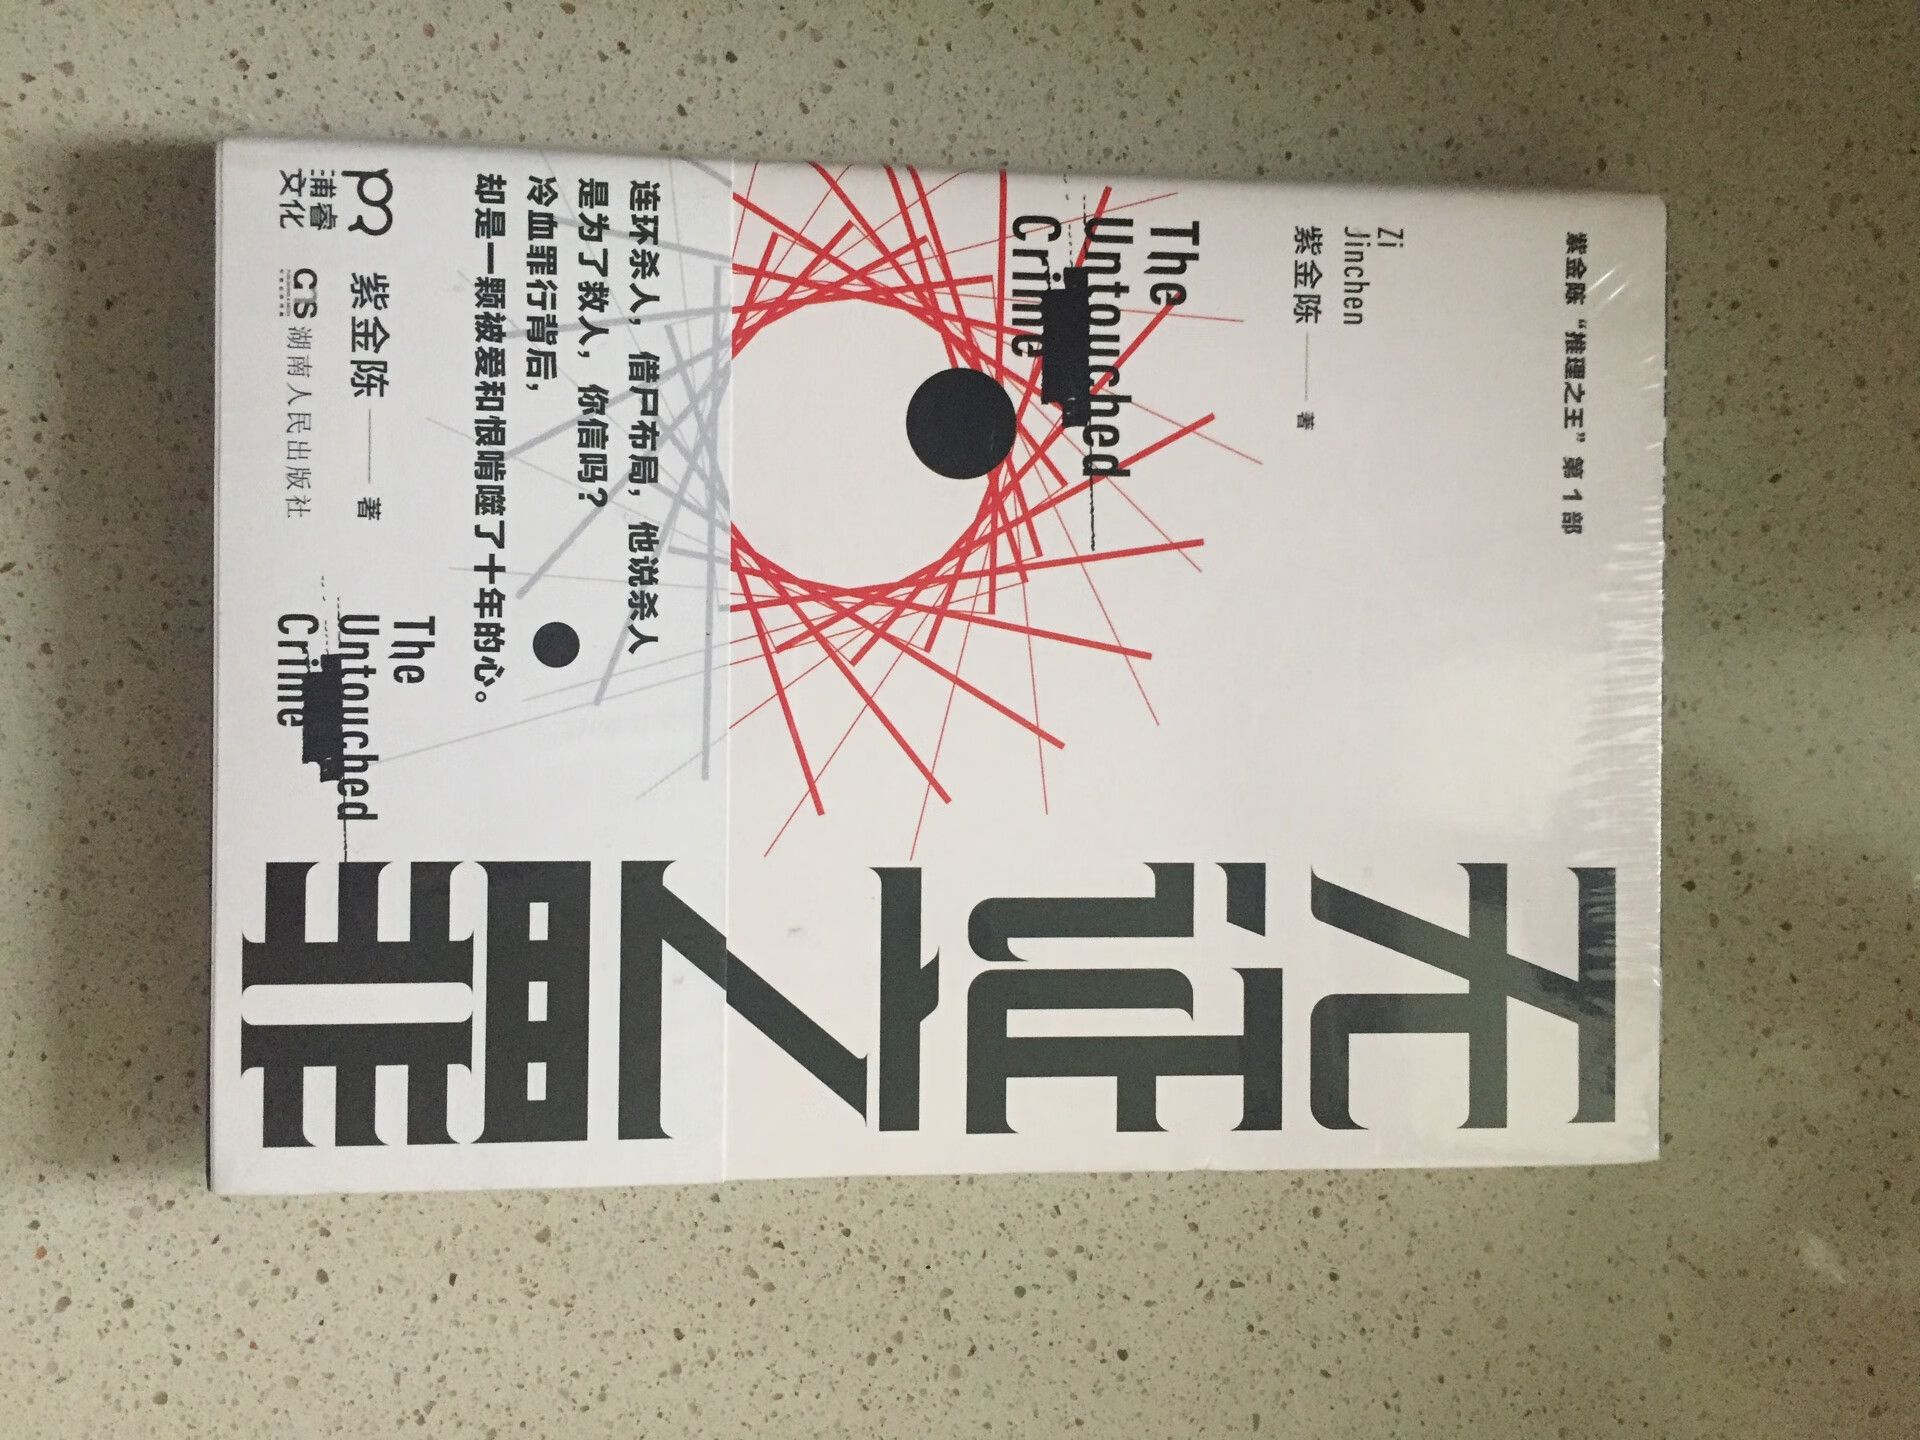 紫金陈“推理之王”第1部
Zi
Jinchen
紫金陈 著
The
Untouched
Crime
无证之罪
连环杀人，借尸布局，他说杀人
是为了救人，你信吗？
冷血罪行背后，
却是一颗被爱和恨啃噬了十年的心。
The
Untouched
Crime
紫金陈 著
浦睿
文化
湖南人民出版社